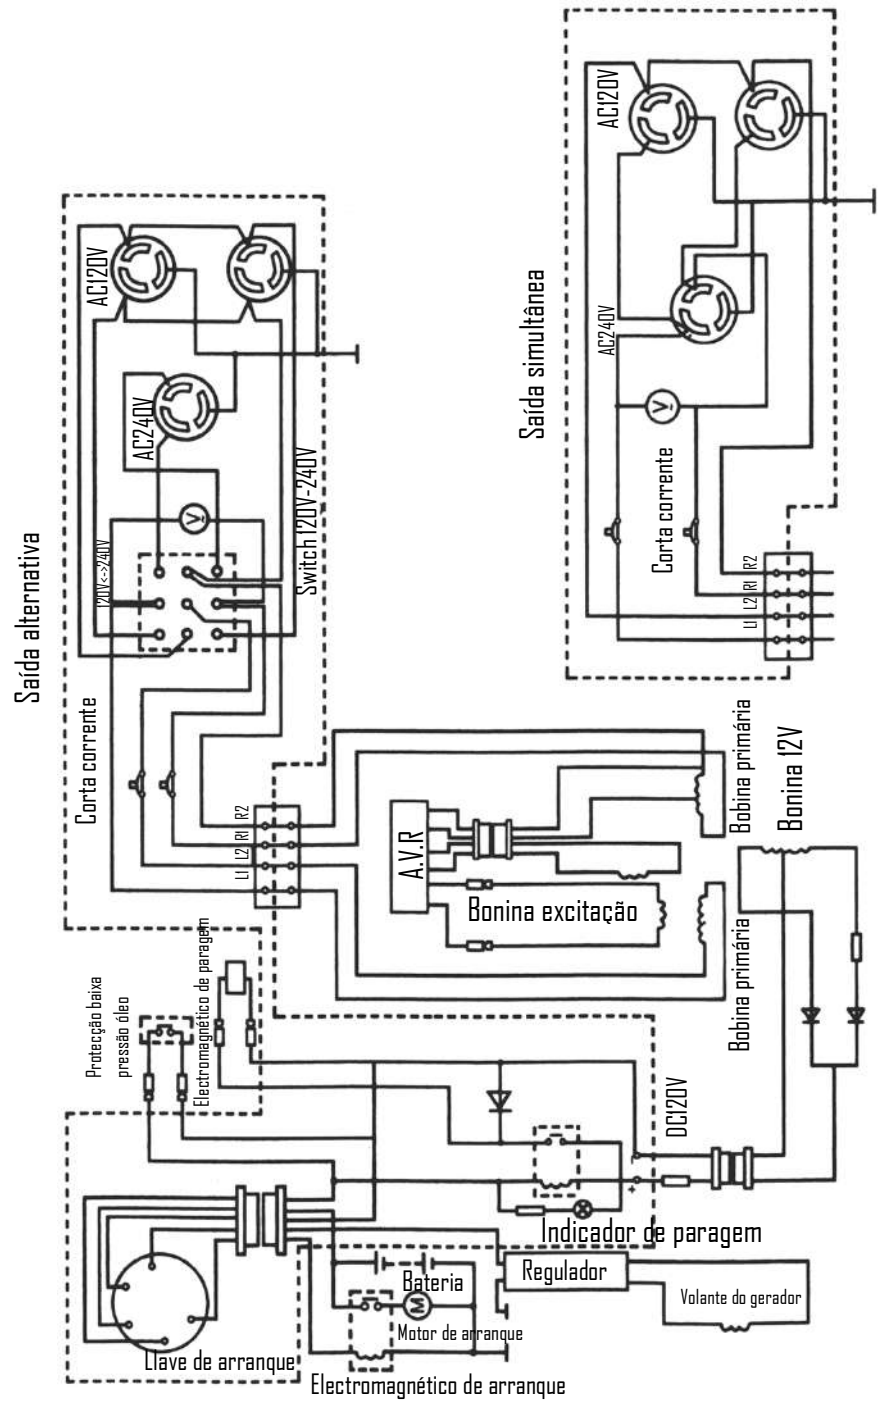 Saída alternativa
AC120V
AC240V
120V<->240V
V
Switch 120V-240V
Corta corrente
L1 L2 R1 R2
Saída simultânea
AC120V
AC240V
V
Corta corrente
L1 L2 R1 R2
A.V.R
Bonina excitação
Bobina primária
Bonina 12V
Bobina primária
Protecção baixa
pressão óleo
Electromagnético de paragem
DC120V
+ -
Indicador de paragem
Llave de arranque
Bateria
M
Motor de arranque
Electromagnético de arranque
Regulador
Volante do gerador